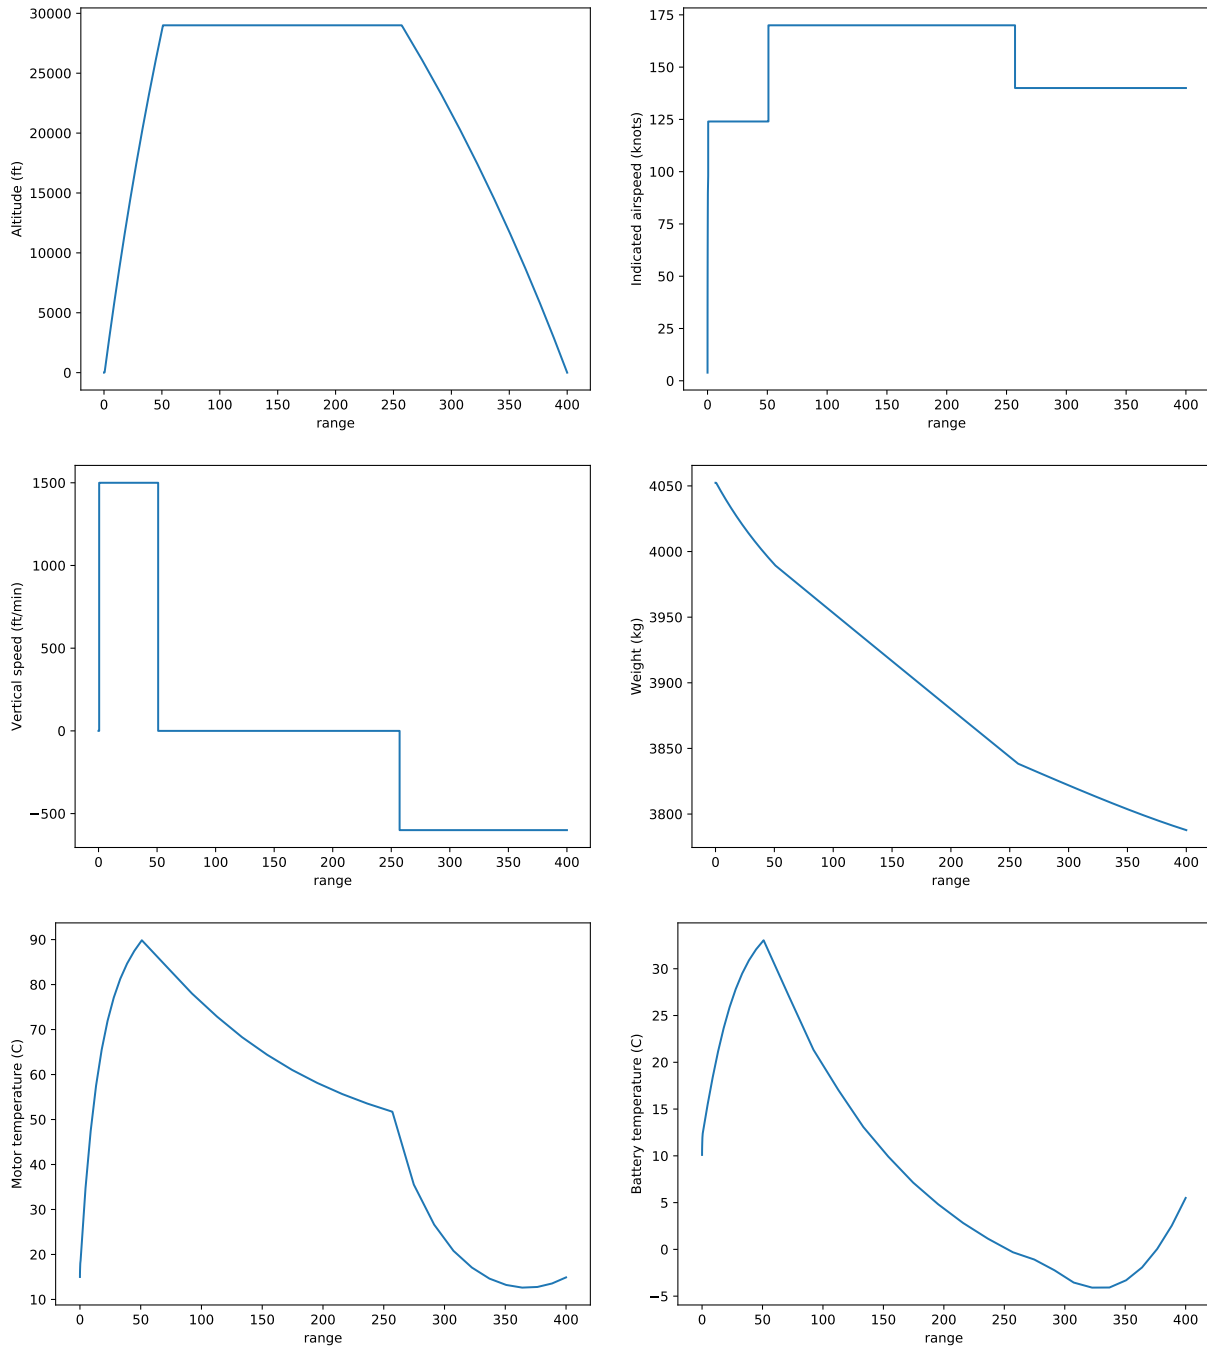 30000
25000
20000
15000
10000
5000
0
Altitude (ft)
0 50 100 150 200 250 300 350 400
range
175
150
125
100
75
50
25
0
Indicated airspeed (knots)
0 50 100 150 200 250 300 350 400
range
1500
1000
500
0
−500
Vertical speed (ft/min)
0 50 100 150 200 250 300 350 400
range
4050
4000
3950
3900
3850
3800
Weight (kg)
0 50 100 150 200 250 300 350 400
range
90
80
70
60
50
40
30
20
10
Motor temperature (C)
0 50 100 150 200 250 300 350 400
range
30
25
20
15
10
5
0
−5
Battery temperature (C)
0 50 100 150 200 250 300 350 400
range